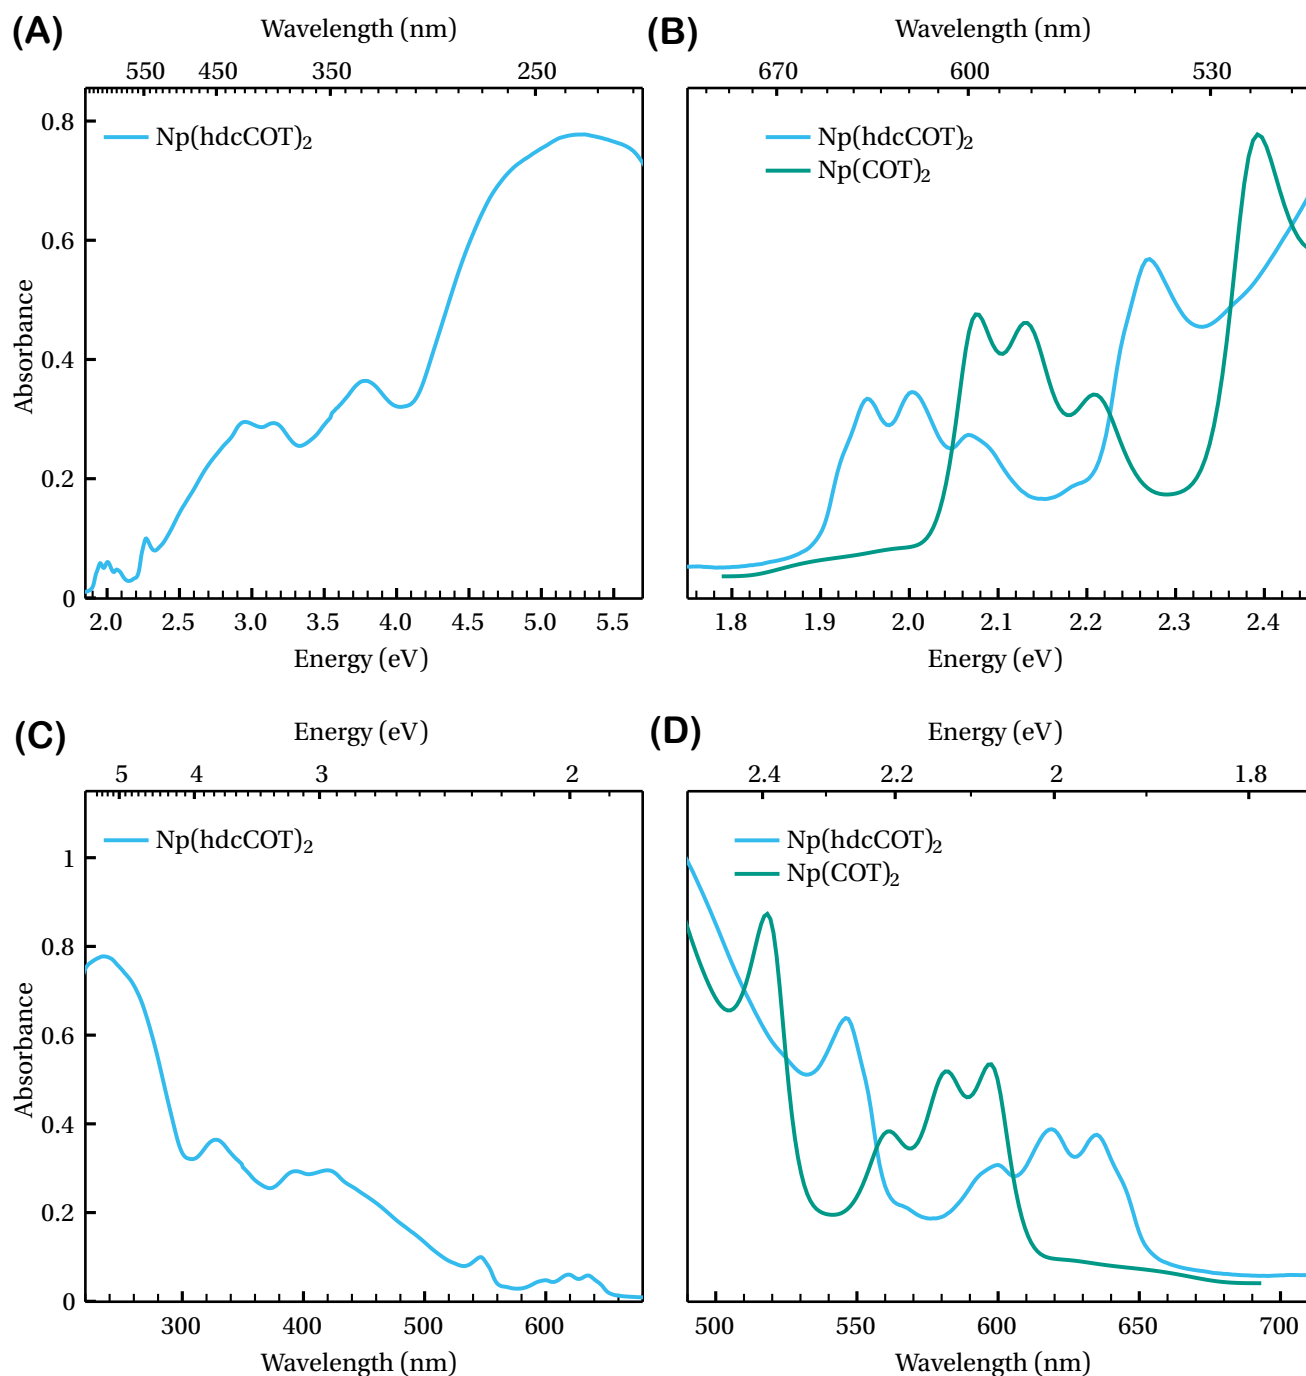 (A)
Wavelength (nm)
550 450 350 250
Np(hdcCOT)₂
0.8
0.6
0.4
0.2
0
Absorbance
2.0 2.5 3.0 3.5 4.0 4.5 5.0 5.5
Energy (eV)
(B)
Wavelength (nm)
670 600 530
Np(hdcCOT)₂
Np(COT)₂
1.8 1.9 2.0 2.1 2.2 2.3 2.4
Energy (eV)
(C)
Energy (eV)
5 4 3 2
Np(hdcCOT)₂
1
0.8
0.6
0.4
0.2
0
Absorbance
300 400 500 600
Wavelength (nm)
(D)
Energy (eV)
2.4 2.2 2 1.8
Np(hdcCOT)₂
Np(COT)₂
500 550 600 650 700
Wavelength (nm)